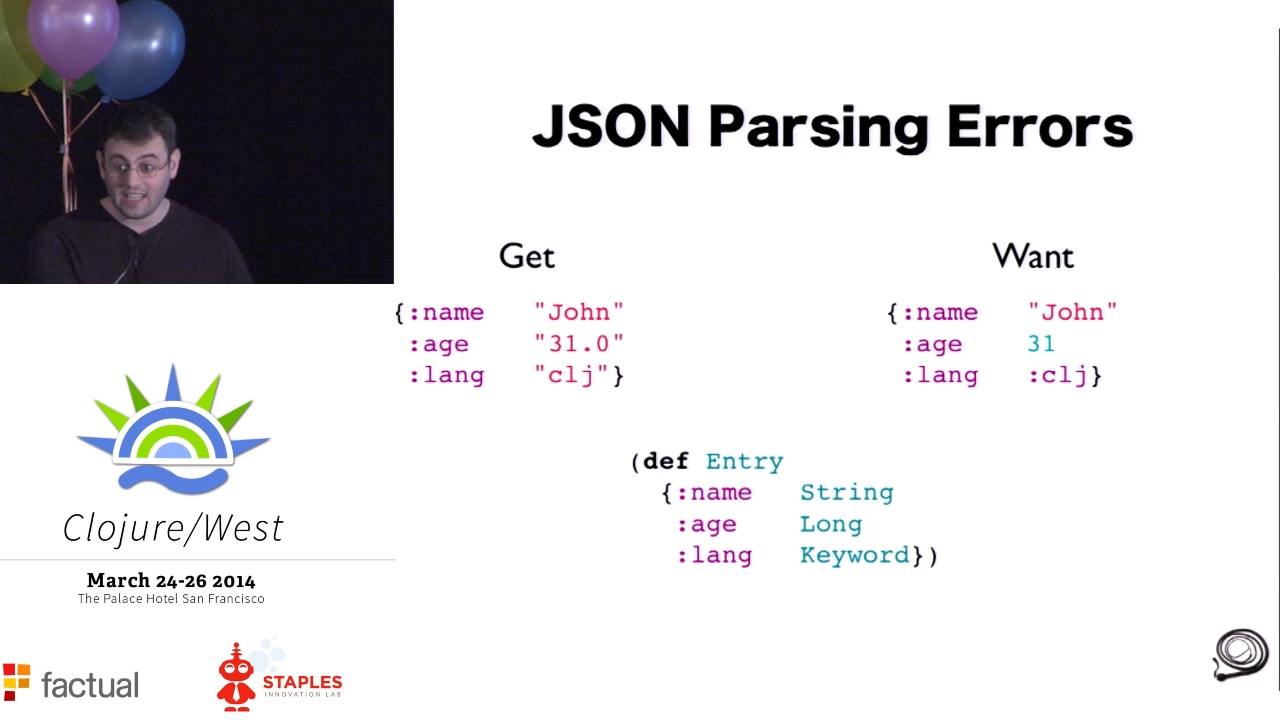 JSON Parsing Errors
Get
{:name "John"
:age "31.0"
:lang "clj"}
Want
{:name "John"
:age 31
:lang :clj}
(def Entry
{:name String
:age Long
:lang Keyword})
Clojure/West
March 24-26 2014
The Palace Hotel San Francisco
factual
STAPLES
INNOVATION LAB